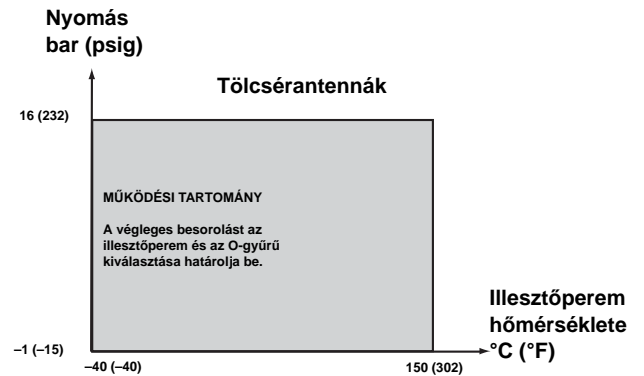 Nyomás
bar (psig)
Tölcsérantennák
16 (232)
MŰKÖDÉSI TARTOMÁNY
A végleges besorolást az
illesztőperem és az O-gyűrű
kiválasztása határolja be.
Illesztőperem
hőmérséklete
°C (°F)
–1 (–15)
–40 (–40)
150 (302)